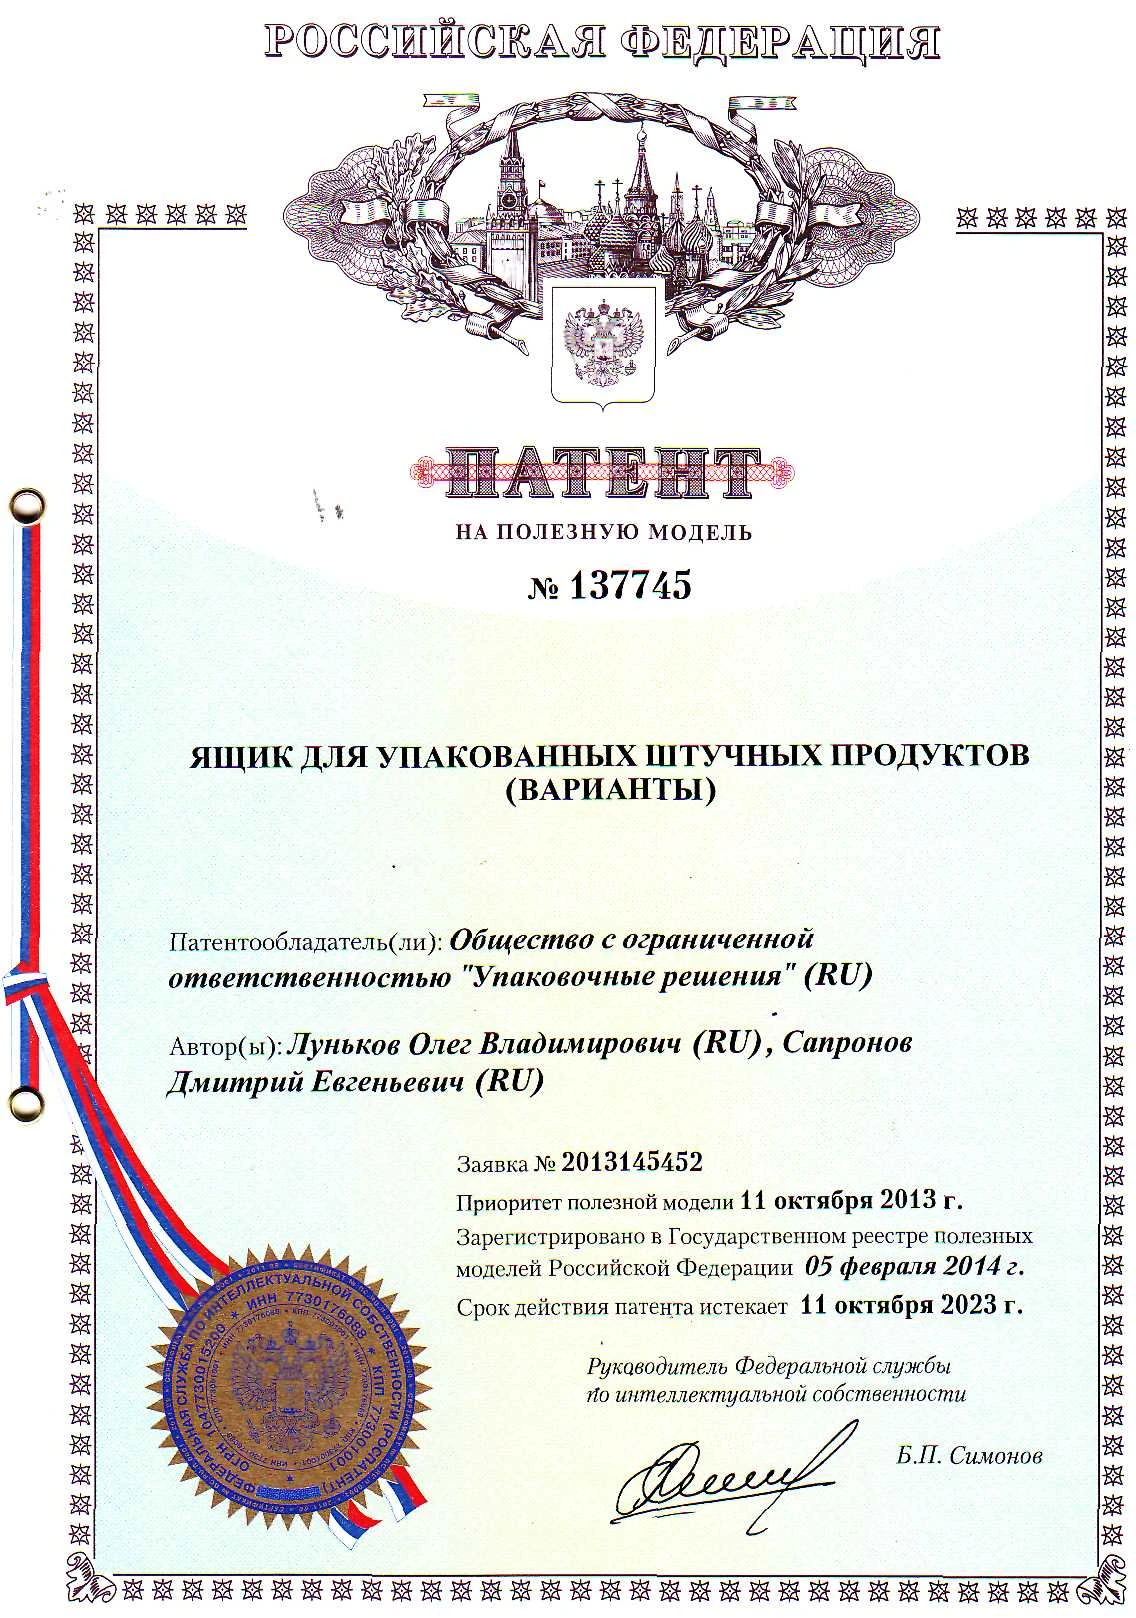 РОССИЙСКАЯ ФЕДЕРАЦИЯ
ПАТЕНТ
НА ПОЛЕЗНУЮ МОДЕЛЬ
№ 137745
ЯЩИК ДЛЯ УПАКОВАННЫХ ШТУЧНЫХ ПРОДУКТОВ
(ВАРИАНТЫ)
Патентообладатель(ли): Общество с ограниченной
ответственностью "Упаковочные решения" (RU)
Автор(ы): Луньков Олег Владимирович (RU), Сапронов
Дмитрий Евгеньевич (RU)
Заявка № 2013145452
Приоритет полезной модели 11 октября 2013 г.
Зарегистрировано в Государственном реестре полезных
моделей Российской Федерации 05 февраля 2014 г.
Срок действия патента истекает 11 октября 2023 г.
Руководитель Федеральной службы
по интеллектуальной собственности
Б.П. Симонов
ФЕДЕРАЛЬНАЯ СЛУЖБА ПО ИНТЕЛЛЕКТУАЛЬНОЙ СОБСТВЕННОСТИ (РОСПАТЕНТ)
ОГРН 1047730015200 * ИНН 7730176088 * КПП 773001001 *